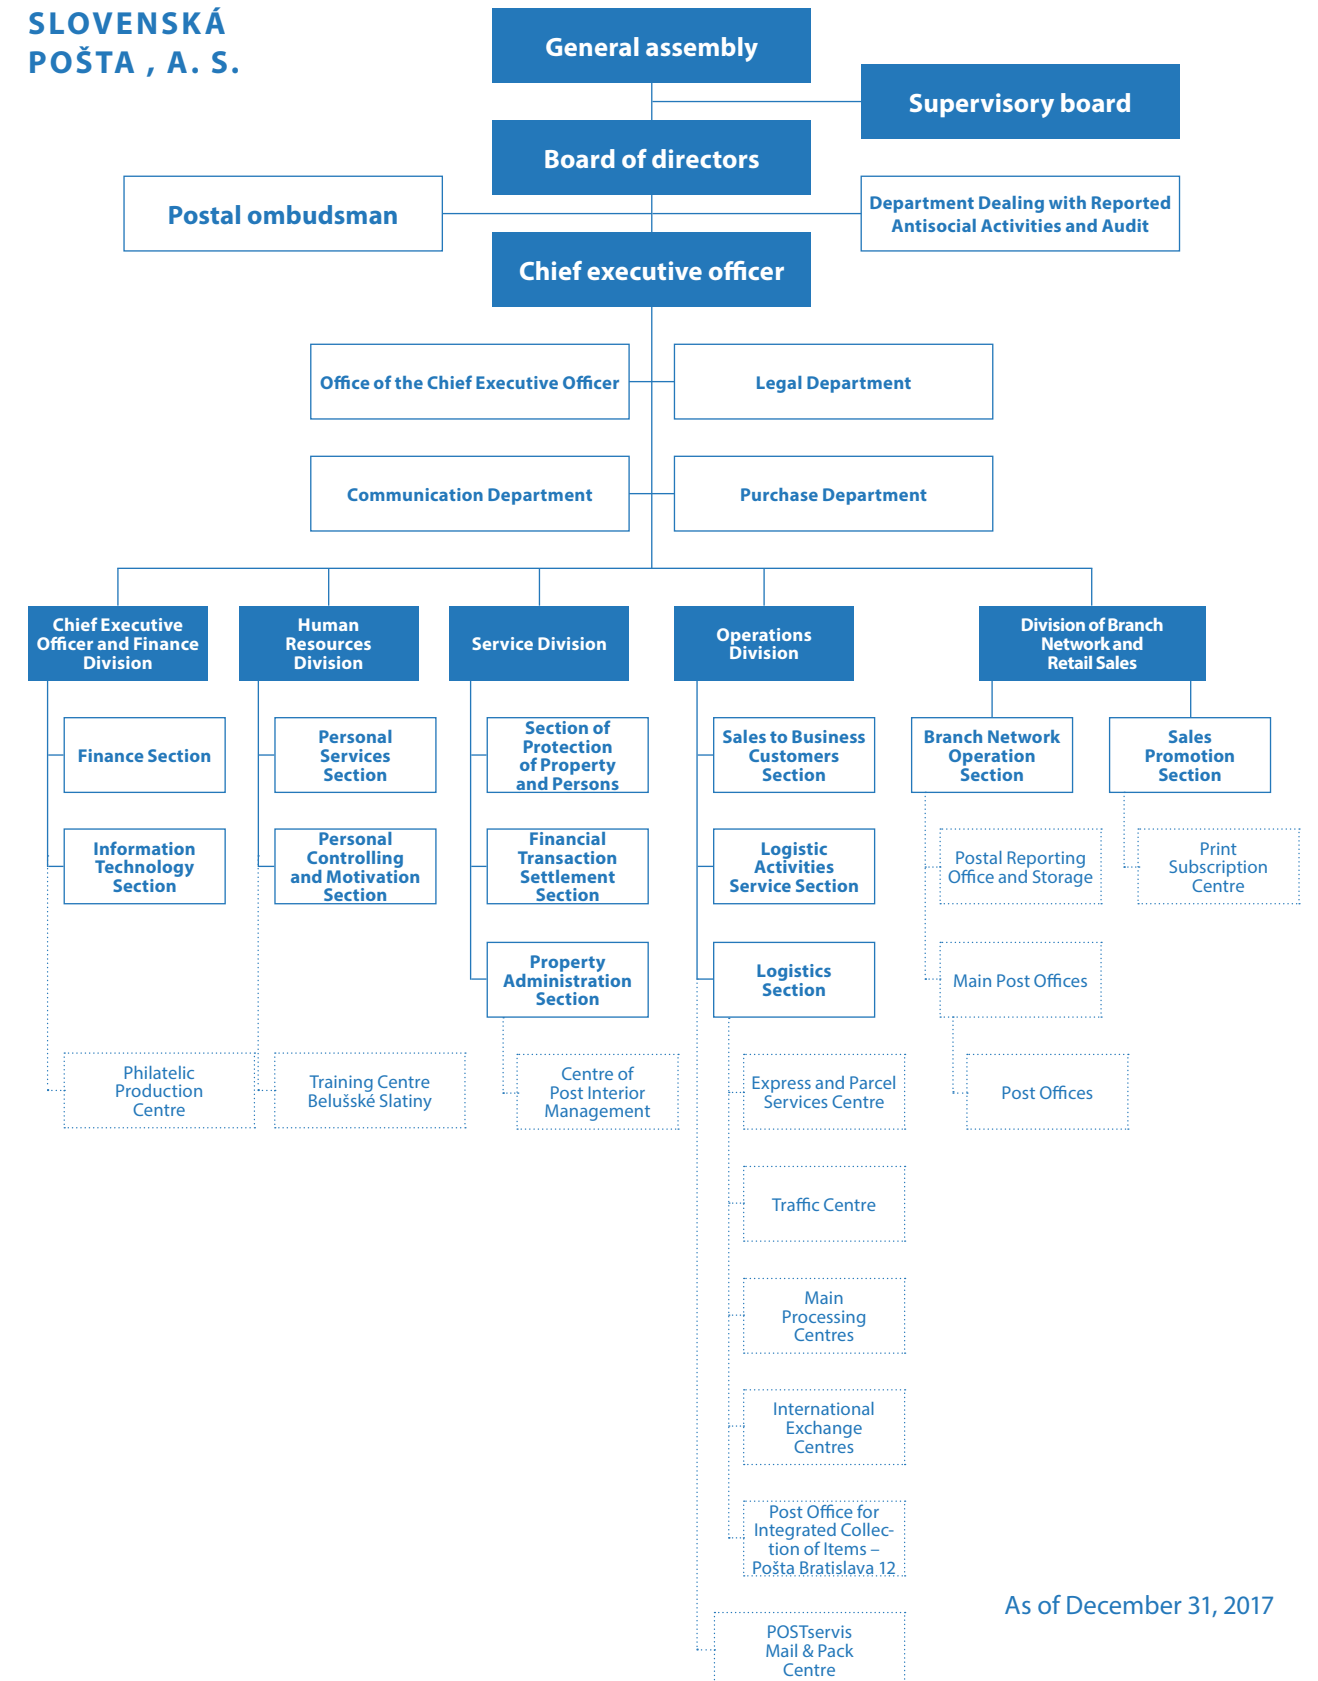 SLOVENSKÁ
POŠTA , A. S.
General assembly
Supervisory board
Board of directors
Postal ombudsman
Department Dealing with Reported
Antisocial Activities and Audit
Chief executive officer
Office of the Chief Executive Officer
Legal Department
Communication Department
Purchase Department
Chief Executive
Officer and Finance
Division
Human
Resources
Division
Service Division
Operations
Division
Division of Branch
Network and
Retail Sales
Finance Section
Personal
Services
Section
Section of
Protection
of Property
and Persons
Sales to Business
Customers
Section
Branch Network
Operation
Section
Sales
Promotion
Section
Information
Technology
Section
Personal
Controlling
and Motivation
Section
Financial
Transaction
Settlement
Section
Logistic
Activities
Service Section
Postal Reporting
Office and Storage
Print
Subscription
Centre
Property
Administration
Section
Logistics
Section
Main Post Offices
Philatelic
Production
Centre
Training Centre
Belušské Slatiny
Centre of
Post Interior
Management
Express and Parcel
Services Centre
Post Offices
Traffic Centre
Main
Processing
Centres
International
Exchange
Centres
Post Office for
Integrated Collec-
tion of Items –
Pošta Bratislava 12
As of December 31, 2017
POSTservis
Mail & Pack
Centre